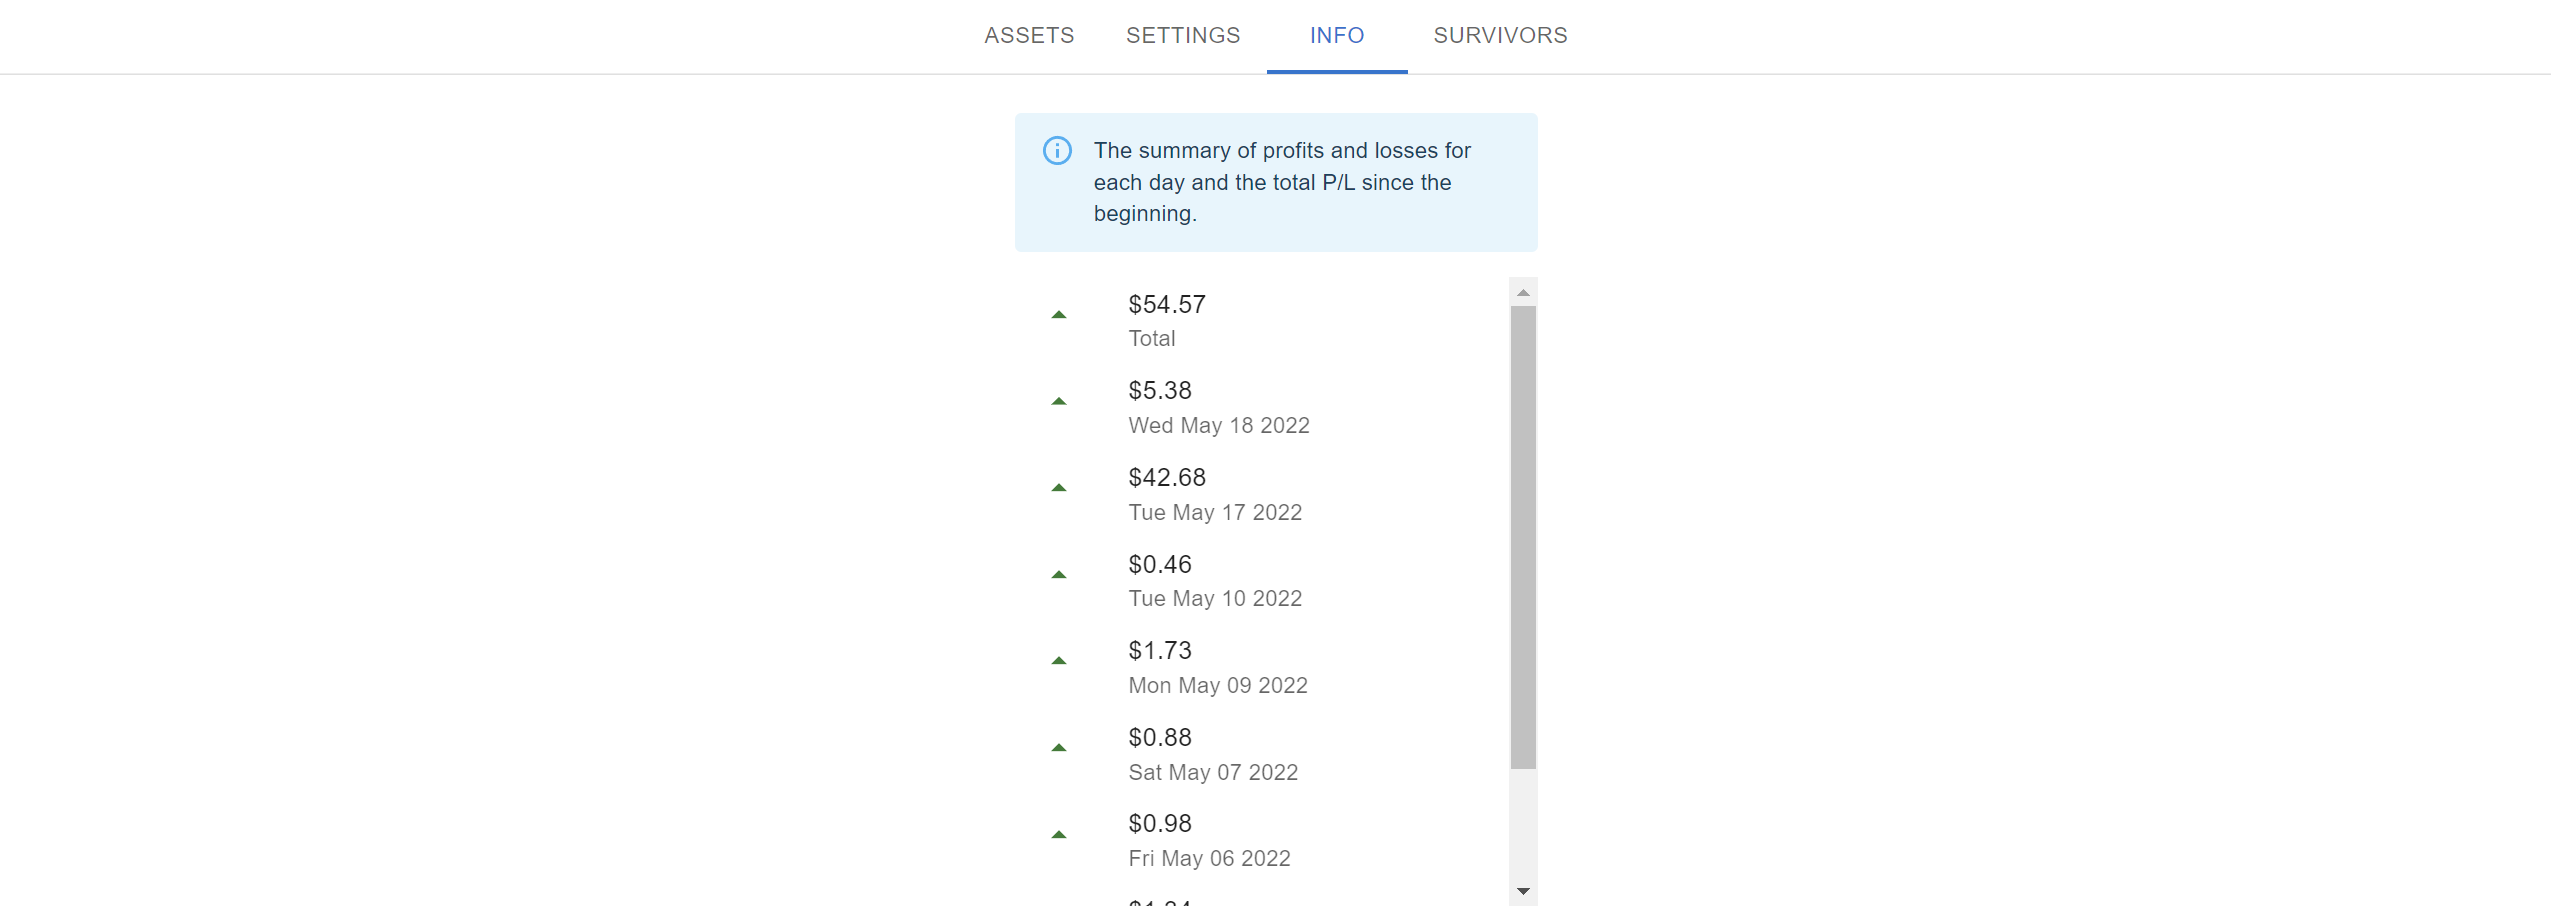 ASSETS SETTINGS INFO SURVIVORS
The summary of profits and losses for
each day and the total P/L since the
beginning.
$54.57
Total
$5.38
Wed May 18 2022
$42.68
Tue May 17 2022
$0.46
Tue May 10 2022
$1.73
Mon May 09 2022
$0.88
Sat May 07 2022
$0.98
Fri May 06 2022